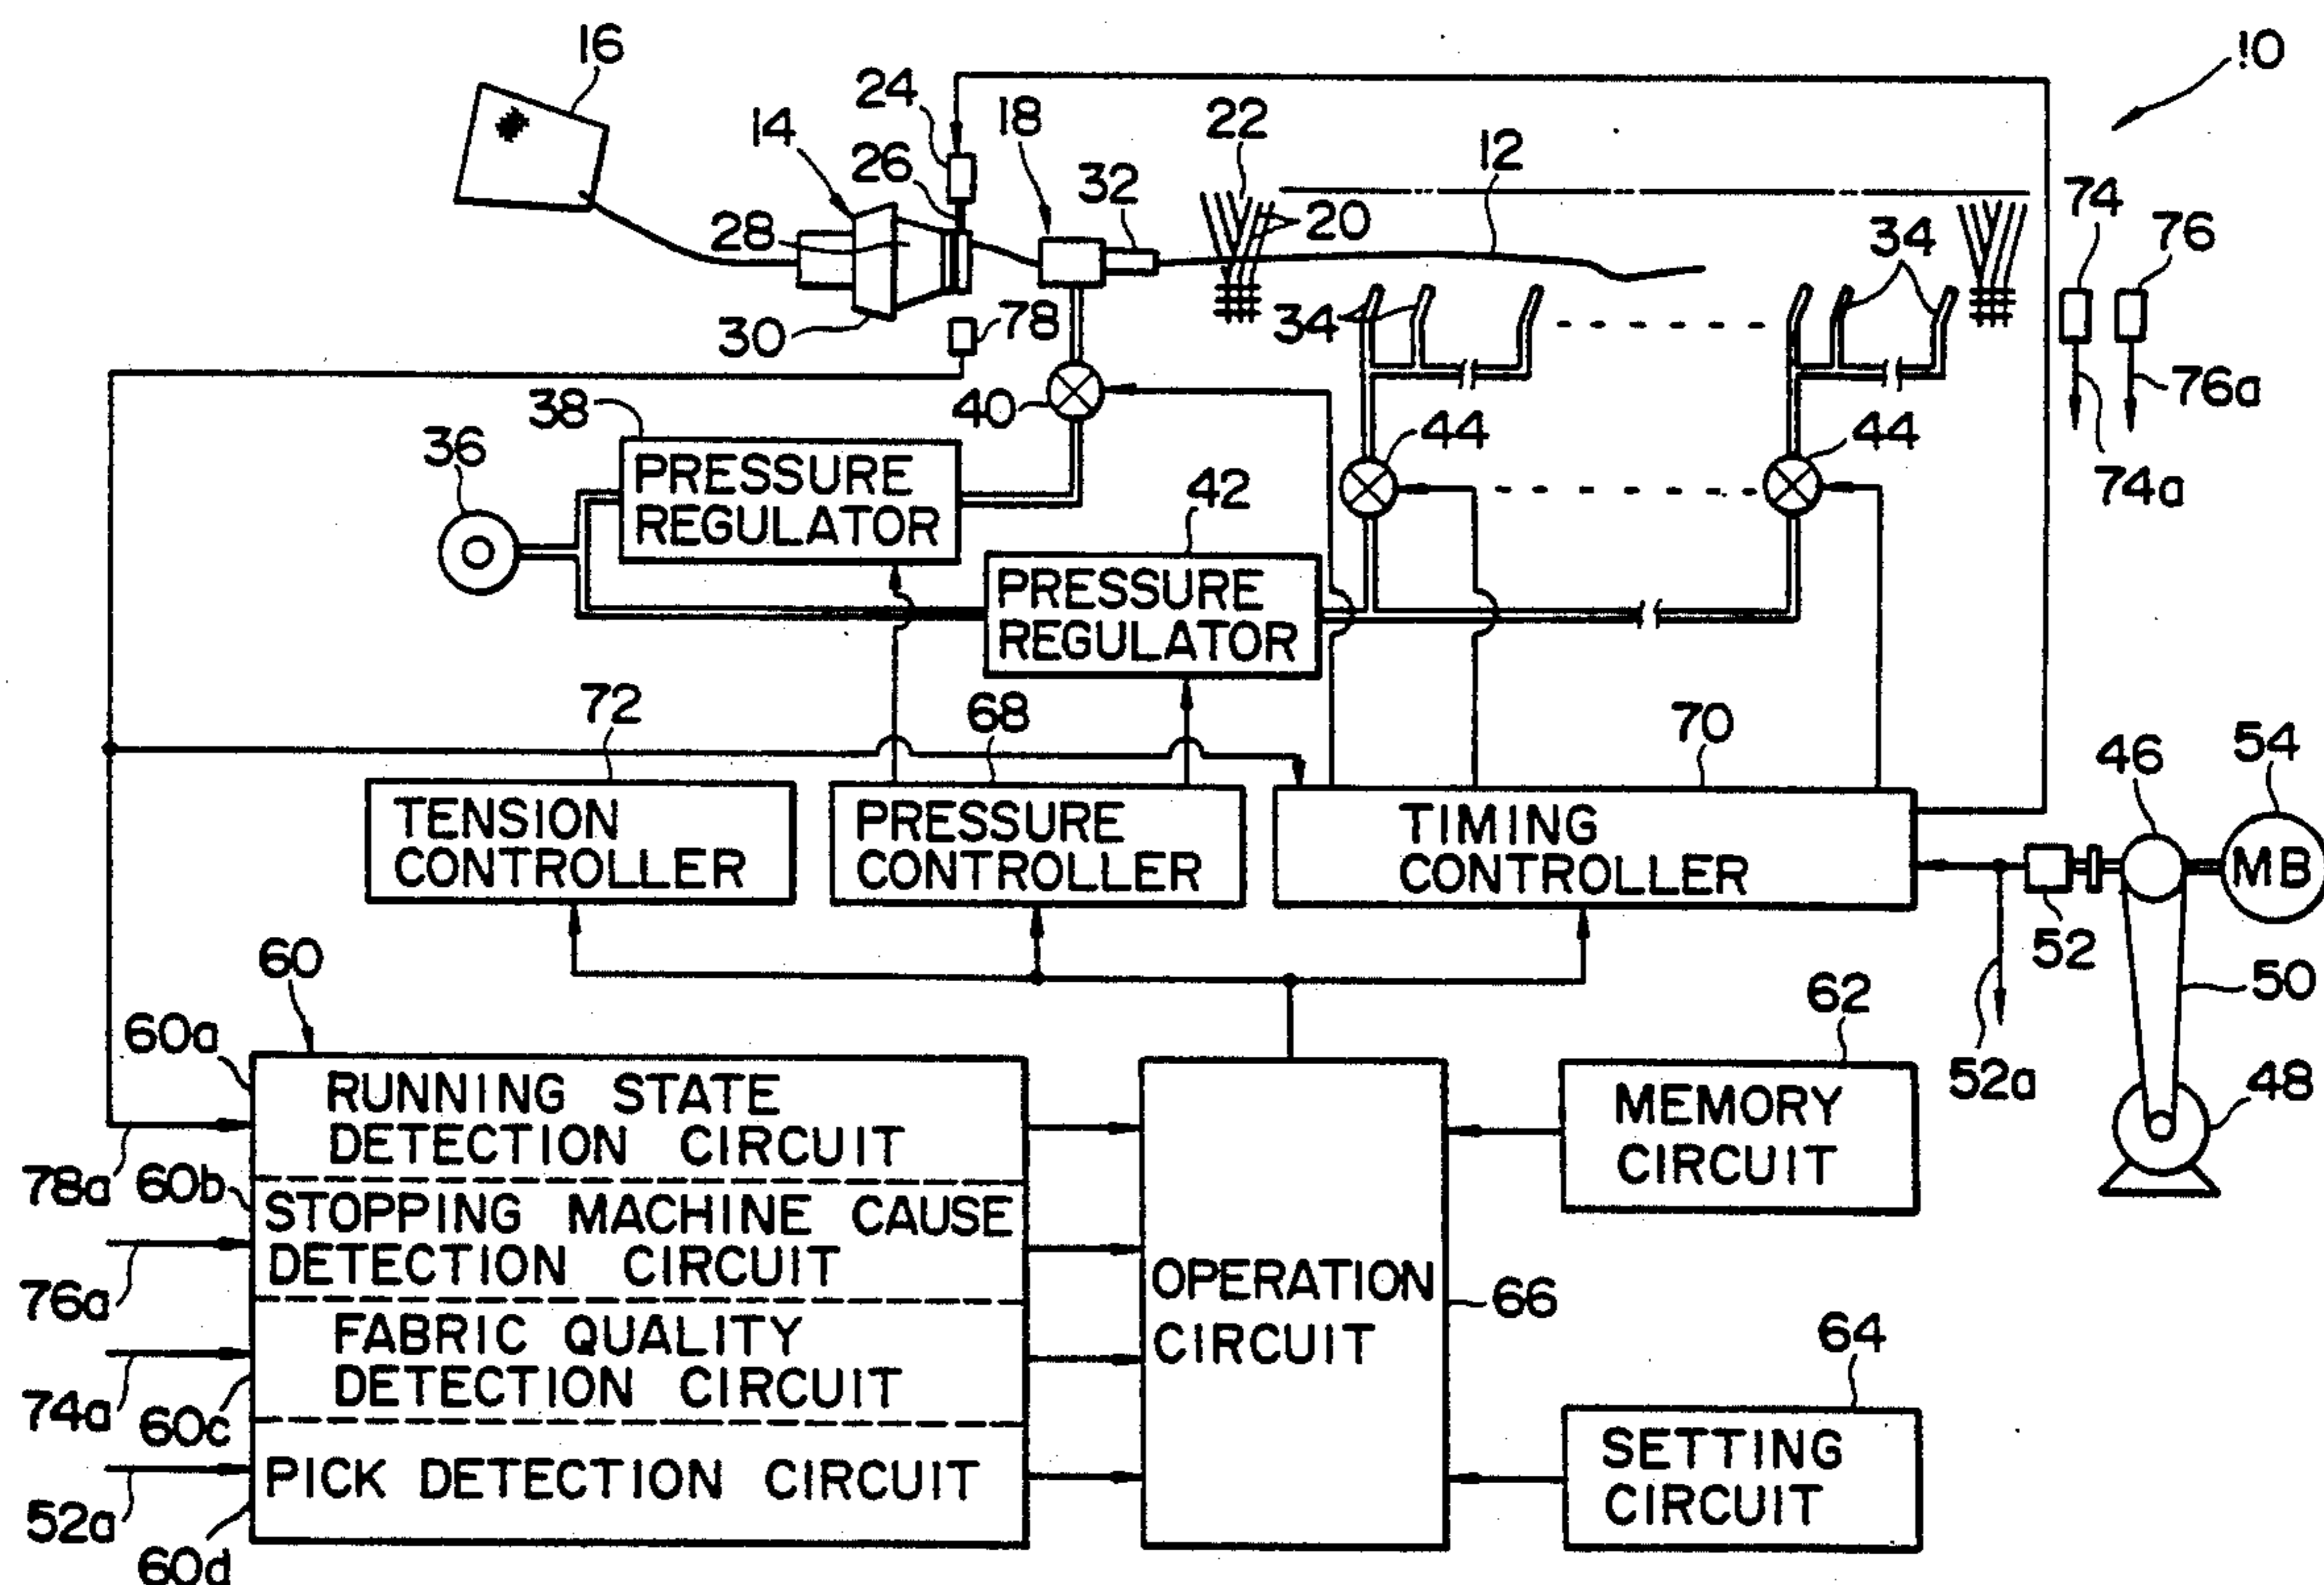 16
24
18
22
12
10
14
26
32
20
34
74
76
28
30
78
34
76a
38
40
44
44
74a
36
PRESSURE
REGULATOR
42
PRESSURE
REGULATOR
72
68
70
46
54
TENSION
CONTROLLER
PRESSURE
CONTROLLER
TIMING
CONTROLLER
MB
52
50
60
62
52a
48
60a
RUNNING STATE
DETECTION CIRCUIT
MEMORY
CIRCUIT
78a
60b
STOPPING MACHINE CAUSE
DETECTION CIRCUIT
OPERATION
CIRCUIT
66
76a
FABRIC QUALITY
DETECTION CIRCUIT
64
74a
60c
SETTING
CIRCUIT
PICK DETECTION CIRCUIT
52a
60d